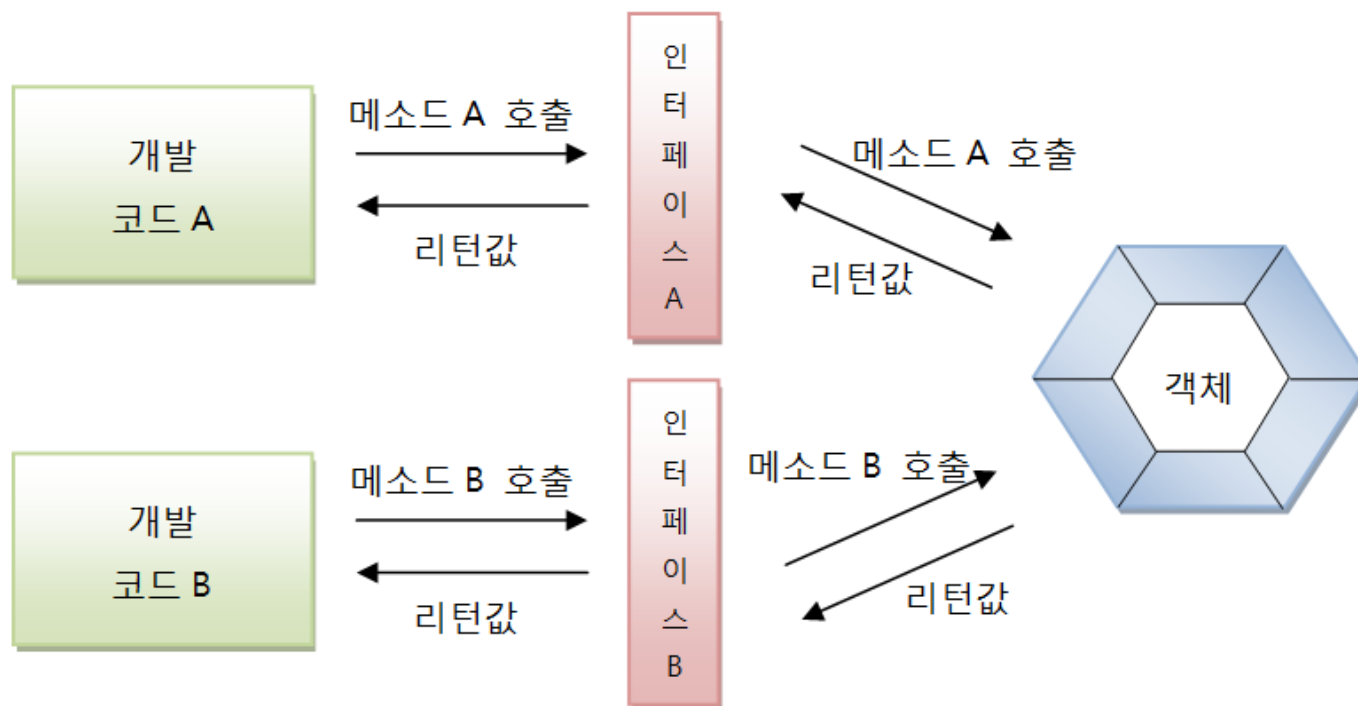 개발
코드 A
메소드 A 호출
리턴값
인
터
페
이
스
A
메소드 A 호출
리턴값
객체
개발
코드 B
메소드 B 호출
리턴값
인
터
페
이
스
B
메소드 B 호출
리턴값